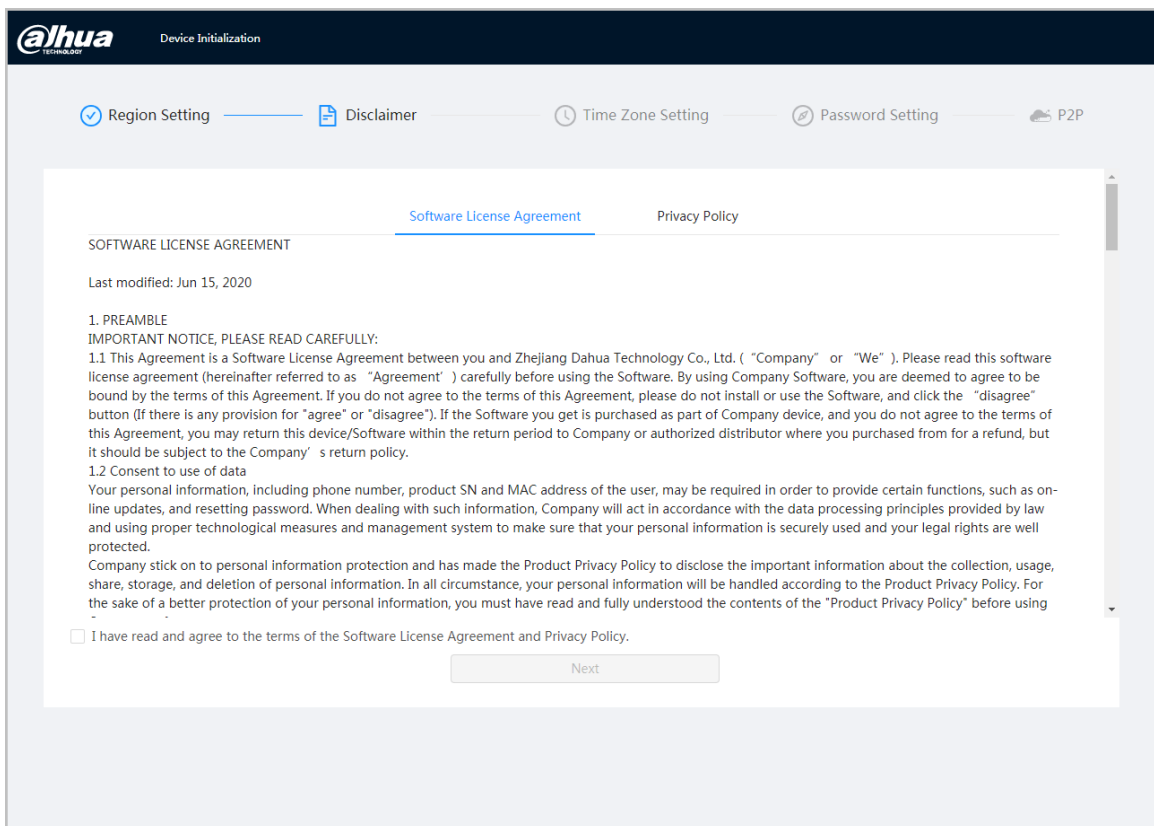 alhua
TECHNOLOGY
Device Initialization
Region Setting
Disclaimer
Time Zone Setting
Password Setting
P2P
Software License Agreement
Privacy Policy
SOFTWARE LICENSE AGREEMENT
Last modified: Jun 15, 2020
1. PREAMBLE
IMPORTANT NOTICE, PLEASE READ CAREFULLY:
1.1 This Agreement is a Software License Agreement between you and Zhejiang Dahua Technology Co., Ltd. ( “Company” or “We” ). Please read this software
license agreement (hereinafter referred to as “Agreement’ ) carefully before using the Software. By using Company Software, you are deemed to agree to be
bound by the terms of this Agreement. If you do not agree to the terms of this Agreement, please do not install or use the Software, and click the “disagree”
button (If there is any provision for "agree" or "disagree"). If the Software you get is purchased as part of Company device, and you do not agree to the terms of
this Agreement, you may return this device/Software within the return period to Company or authorized distributor where you purchased from for a refund, but
it should be subject to the Company’ s return policy.
1.2 Consent to use of data
Your personal information, including phone number, product SN and MAC address of the user, may be required in order to provide certain functions, such as on-
line updates, and resetting password. When dealing with such information, Company will act in accordance with the data processing principles provided by law
and using proper technological measures and management system to make sure that your personal information is securely used and your legal rights are well
protected.
Company stick on to personal information protection and has made the Product Privacy Policy to disclose the important information about the collection, usage,
share, storage, and deletion of personal information. In all circumstance, your personal information will be handled according to the Product Privacy Policy. For
the sake of a better protection of your personal information, you must have read and fully understood the contents of the "Product Privacy Policy" before using
I have read and agree to the terms of the Software License Agreement and Privacy Policy.
Next